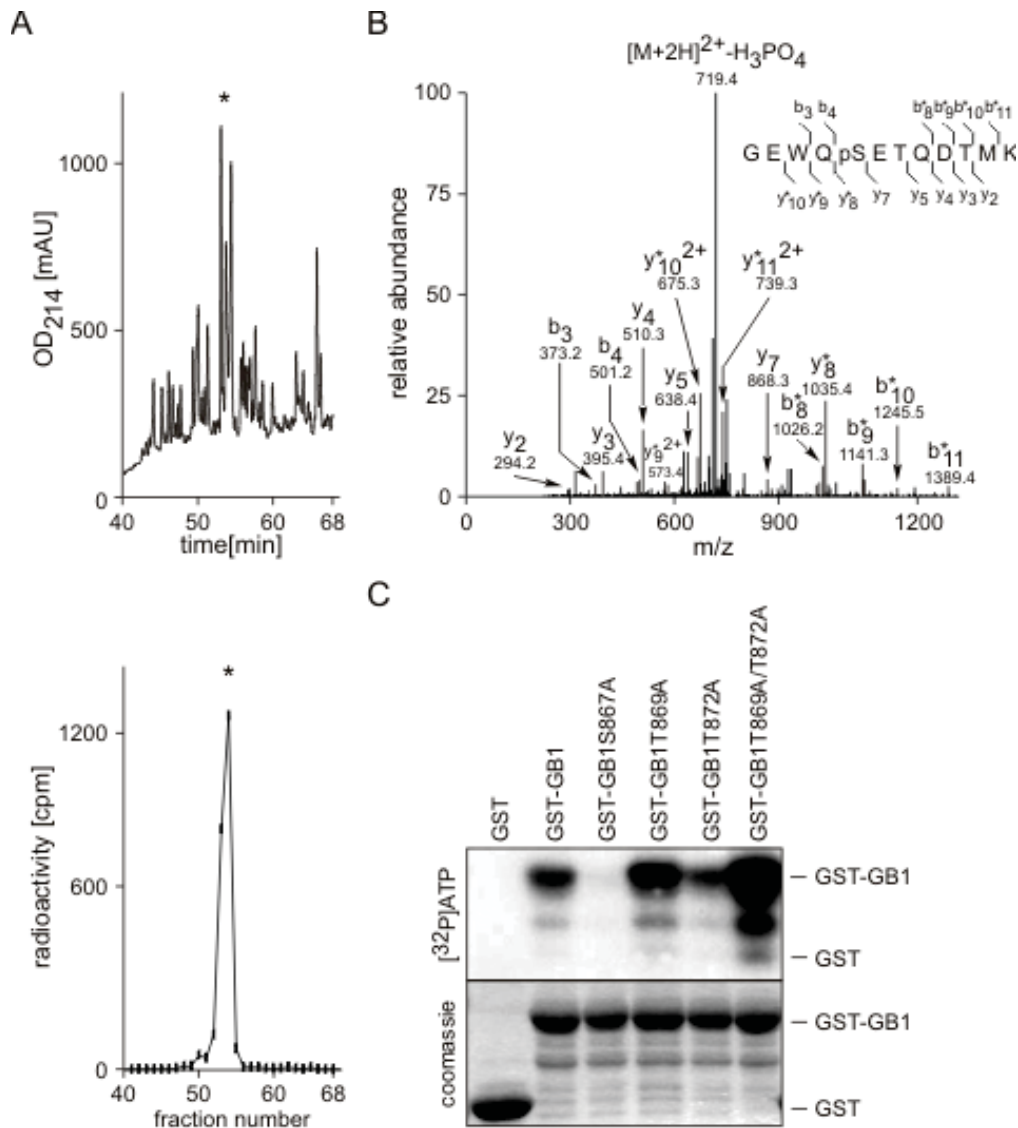 A
*
1000
500
0
OD214 [mAU]
40 50 60 68
time[min]
B
[M+2H]2+-H3PO4
719.4
100
75
50
25
0
relative abundance
b3 b4 b*8 b*9 b*10 b*11
G E W Q pS E T Q D T M K
y*10 y*9 y*8 y7 y5 y4 y3 y2
y*10 2+
675.3
y*11 2+
739.3
y4
510.3
b3
373.2
b4
501.2
y5
638.4
y7
868.3
y*8
1035.4
b*8
1026.2
b*10
1245.5
b*9
1141.3
b*11
1389.4
y2
294.2
y3
395.4
y*9 2+
573.4
0 300 600 900 1200
m/z
*
1200
600
0
radioactivity [cpm]
40 50 60 68
fraction number
C
GST
GST-GB1
GST-GB1S867A
GST-GB1T869A
GST-GB1T872A
GST-GB1T869A/T872A
[32P]ATP
GST-GB1
GST
coomassie
GST-GB1
GST